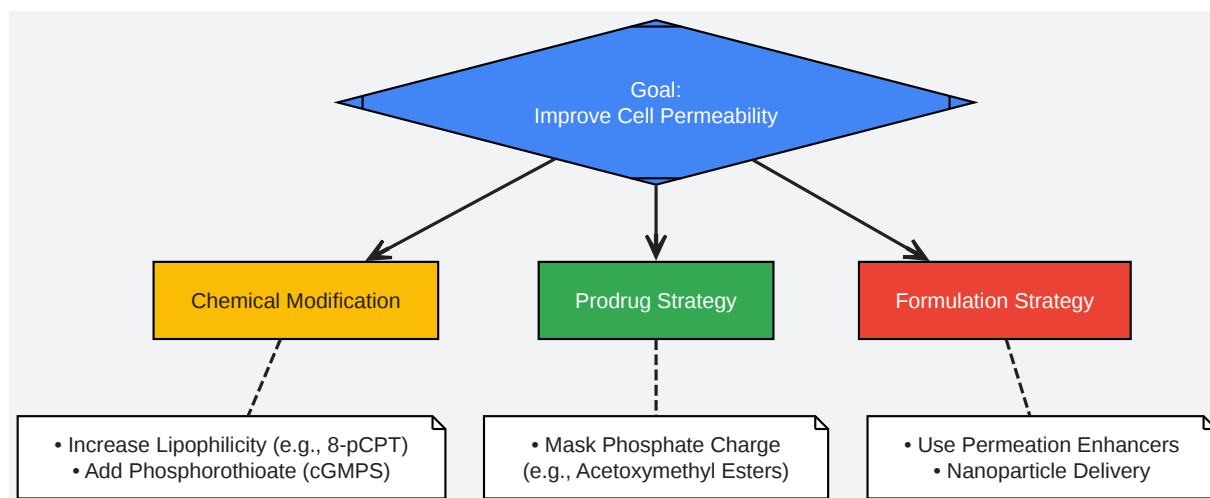 Goal:
Improve Cell Permeability
Chemical Modification
Prodrug Strategy
Formulation Strategy
• Increase Lipophilicity (e.g., 8-pCPT)
• Add Phosphorothioate (cGMPS)
• Mask Phosphate Charge
(e.g., Acetoxymethyl Esters)
• Use Permeation Enhancers
• Nanoparticle Delivery